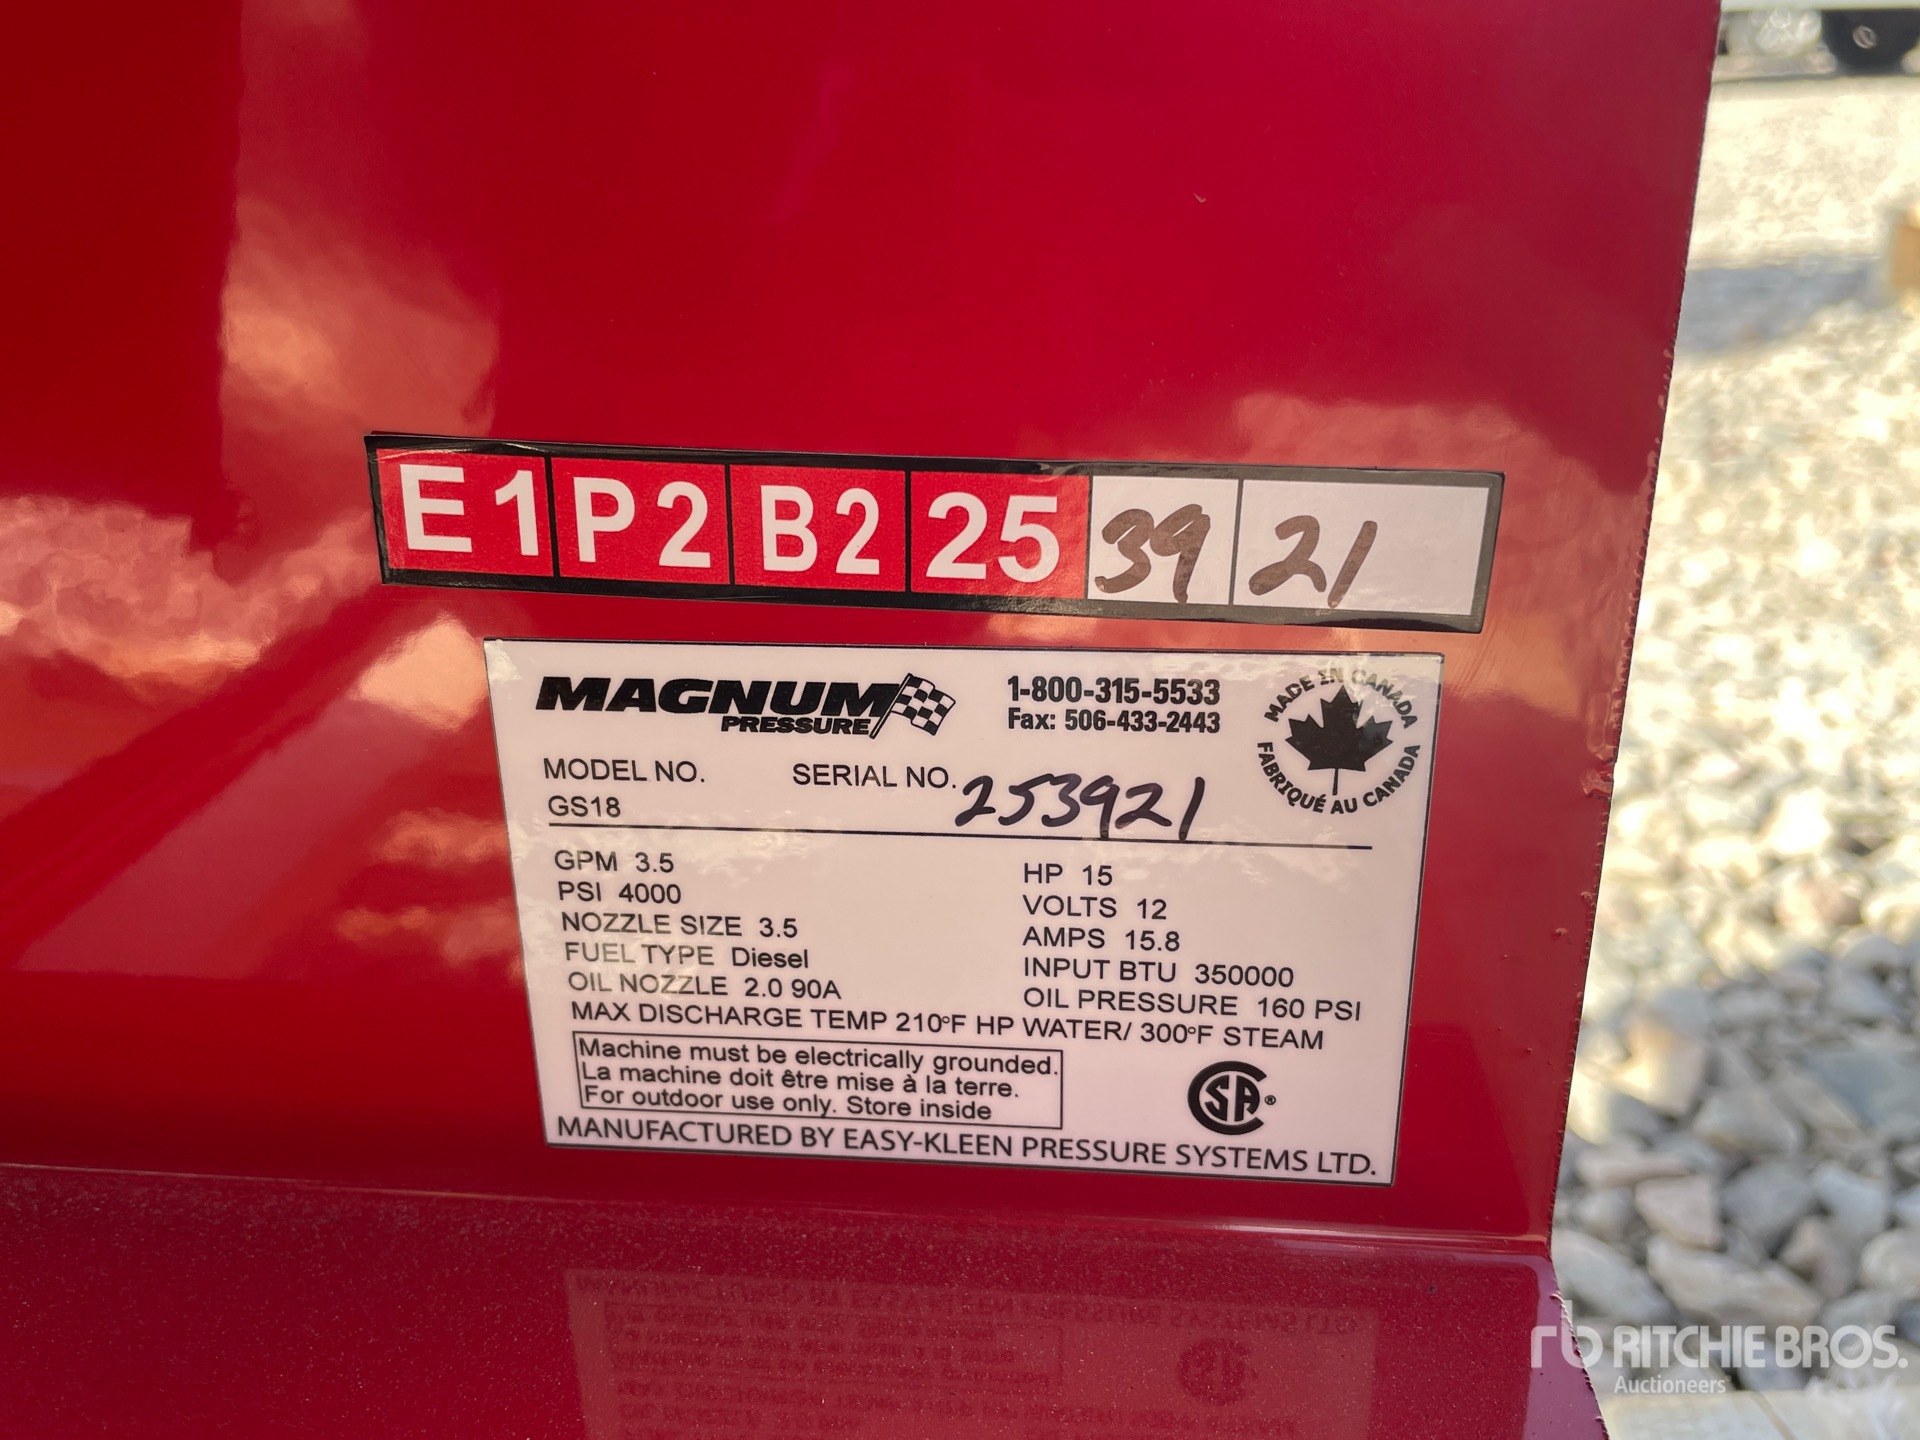 E1 P2 B2 25 39 21
MAGNUM
PRESSURE
1-800-315-5533
Fax: 506-433-2443
MADE IN CANADA
FABRIQUÉ AU CANADA
MODEL NO.
GS18
SERIAL NO. 253921
GPM 3.5
PSI 4000
NOZZLE SIZE 3.5
FUEL TYPE Diesel
OIL NOZZLE 2.0 90A
HP 15
VOLTS 12
AMPS 15.8
INPUT BTU 350000
OIL PRESSURE 160 PSI
MAX DISCHARGE TEMP 210°F HP WATER/ 300°F STEAM
Machine must be electrically grounded.
La machine doit être mise à la terre.
For outdoor use only. Store inside
CSA®
MANUFACTURED BY EASY-KLEEN PRESSURE SYSTEMS LTD.
rb RITCHIE BROS.
Auctioneers